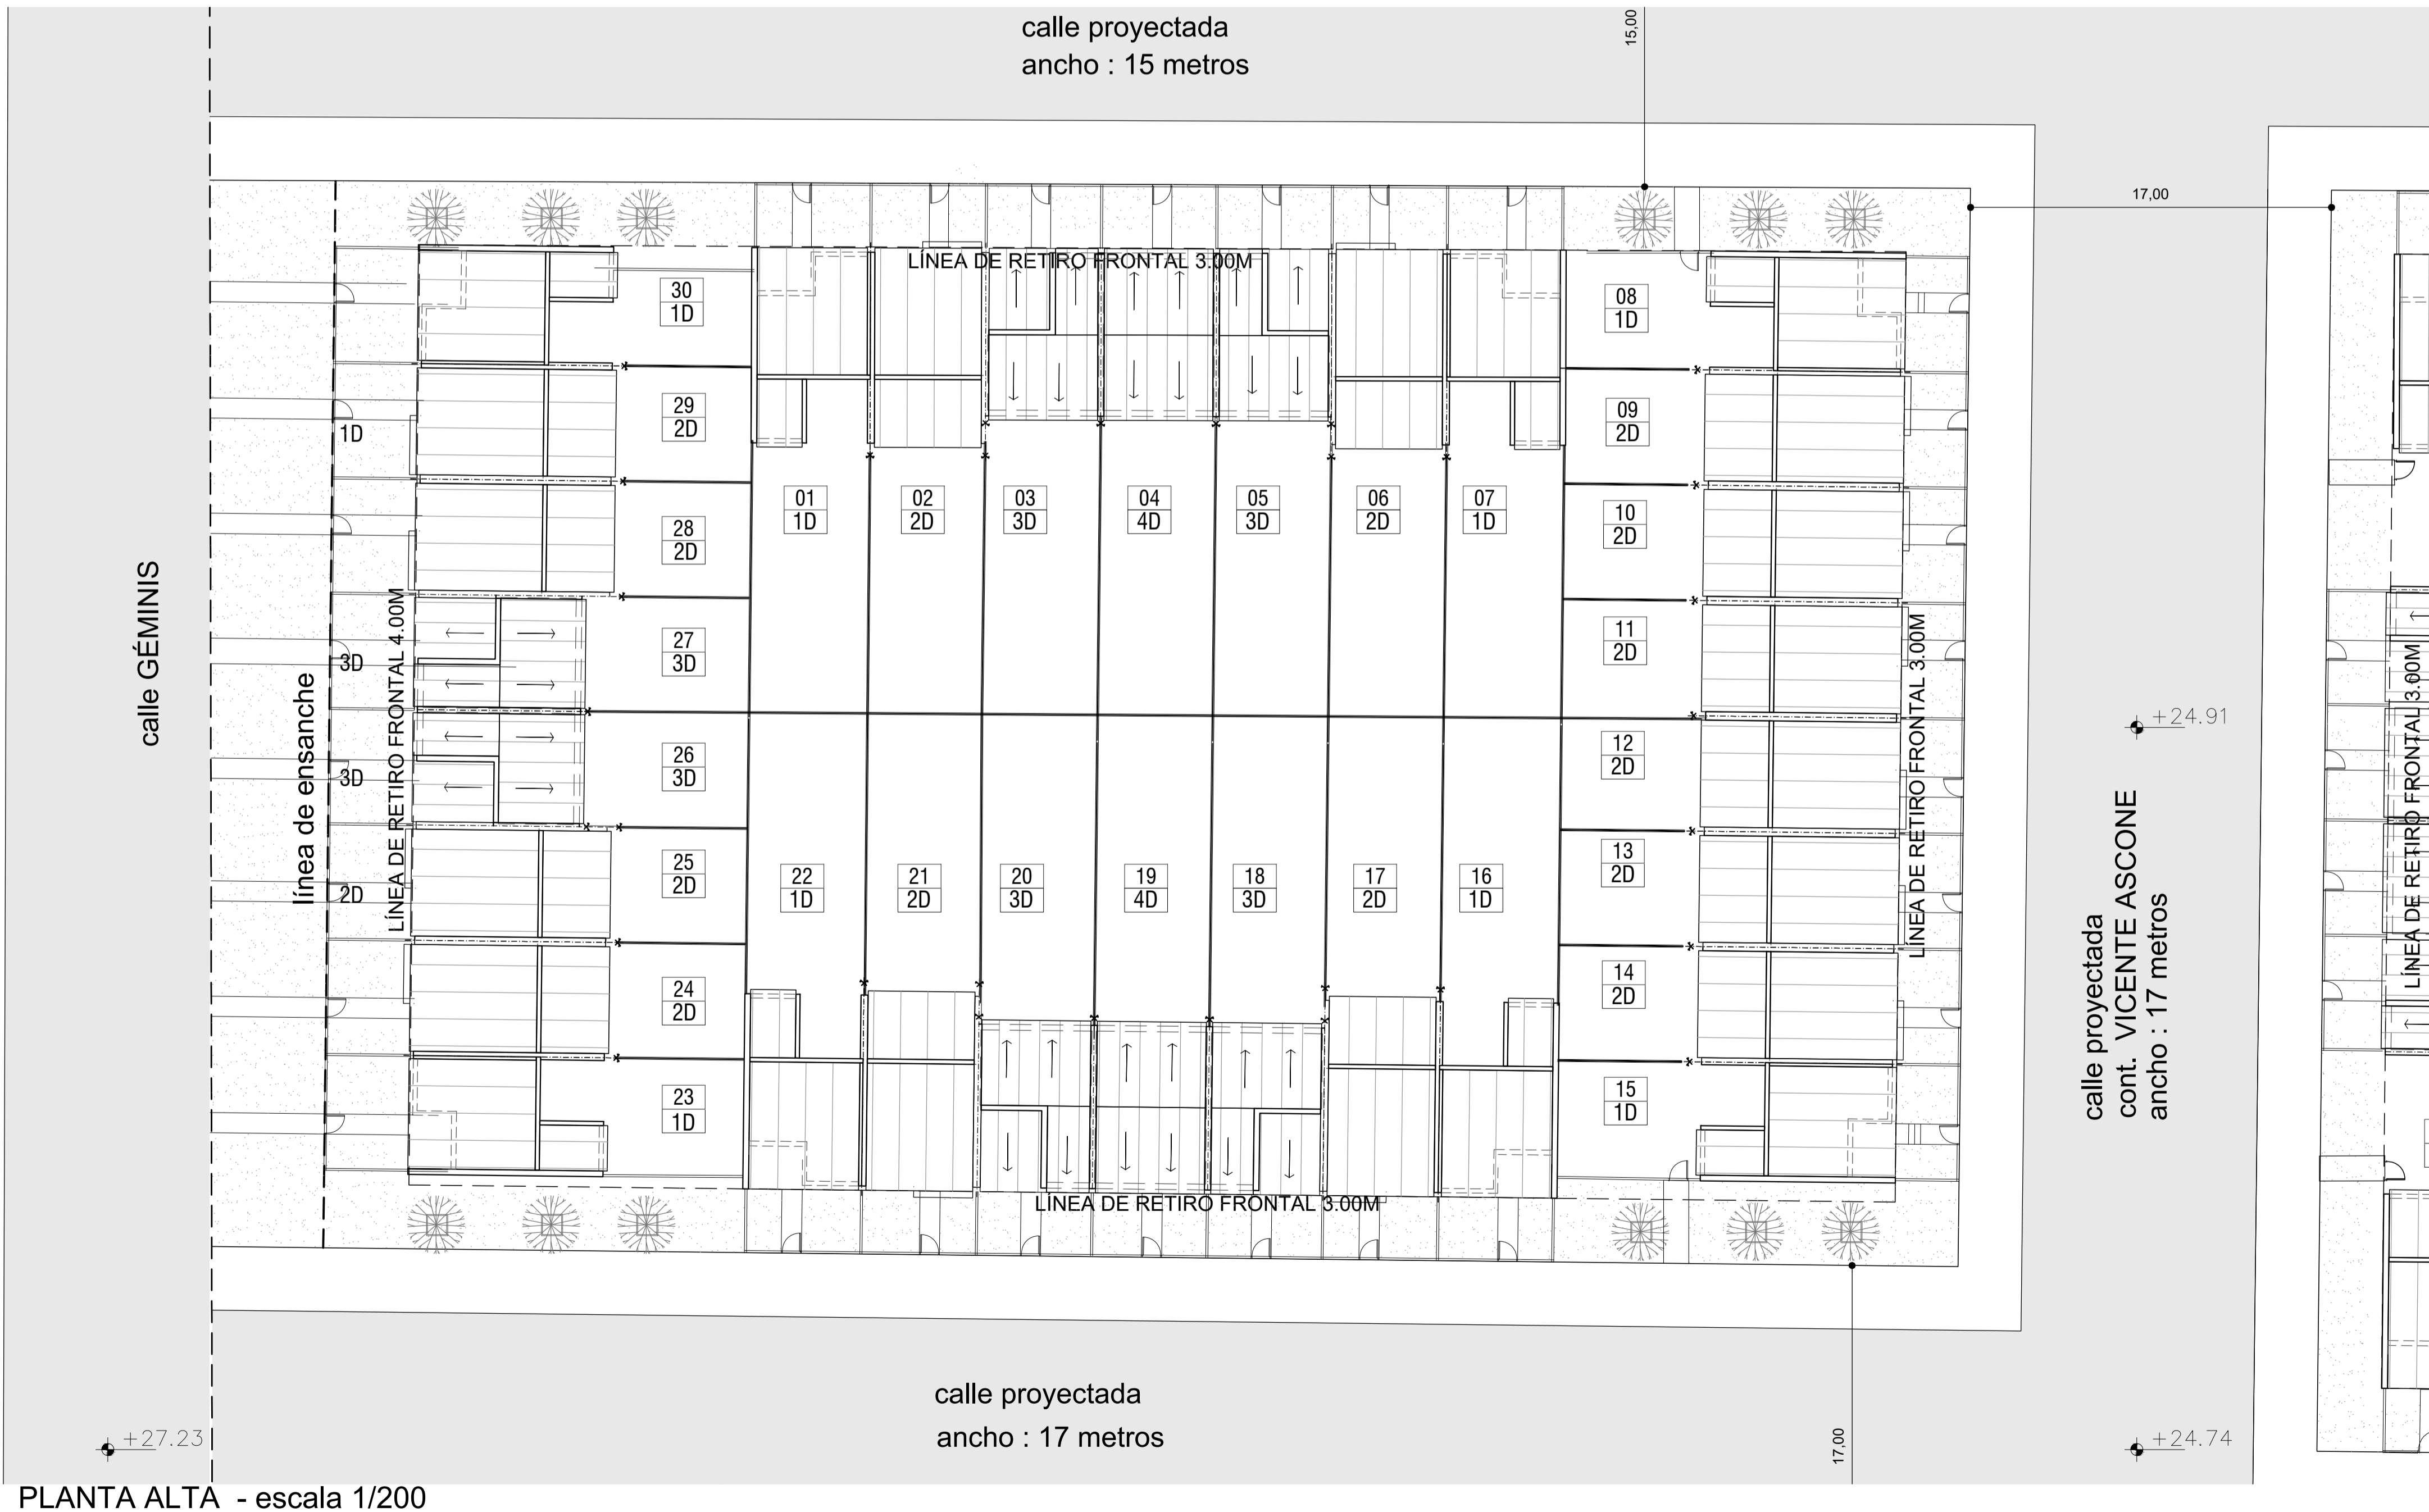 calle proyectada
ancho : 15 metros
15,00
17,00
LÍNEA DE RETIRO FRONTAL 3.00M
30
1D
08
1D
29
2D
09
2D
1D
01
1D
02
2D
03
3D
04
4D
05
3D
06
2D
07
1D
28
2D
10
2D
27
3D
11
2D
3D
26
3D
12
2D
3D
25
2D
13
2D
2D
22
1D
21
2D
20
3D
19
4D
18
3D
17
2D
16
1D
24
2D
14
2D
23
1D
15
1D
calle GÉMINIS
línea de ensanche
LÍNEA DE RETIRO FRONTAL 4.00M
LÍNEA DE RETIRO FRONTAL 3.00M
+24.91
calle proyectada
cont. VICENTE ASCONE
ancho : 17 metros
LÍNEA DE RETIRO FRONTAL 3.00M
LÍNEA DE RETIRO FRONTAL 3.00M
calle proyectada
ancho : 17 metros
17,00
+27.23
+24.74
PLANTA ALTA - escala 1/200